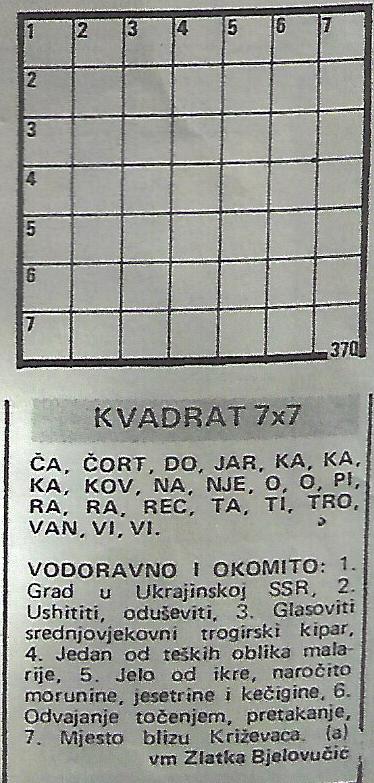 1 2 3 4 5 6 7
2
3
4
5
6
7
370
KVADRAT 7x7
ČA, ČORT, DO, JAR, KA, KA,
KA, KOV, NA, NJE, O, O, PI,
RA, RA, REC, TA, TI, TRO,
VAN, VI, VI.
VODORAVNO I OKOMITO: 1.
Grad u Ukrajinskoj SSR, 2.
Ushititi, oduševiti, 3. Glasoviti
srednjovjekovni trogirski kipar,
4. Jedan od teških oblika mala-
rije, 5. Jelo od ikre, naročito
morunine, jesetrine i kečigine, 6.
Odvajanje točenjem, pretakanje,
7. Mjesto blizu Križevaca. (a)
vm Zlatka Bjelovučić